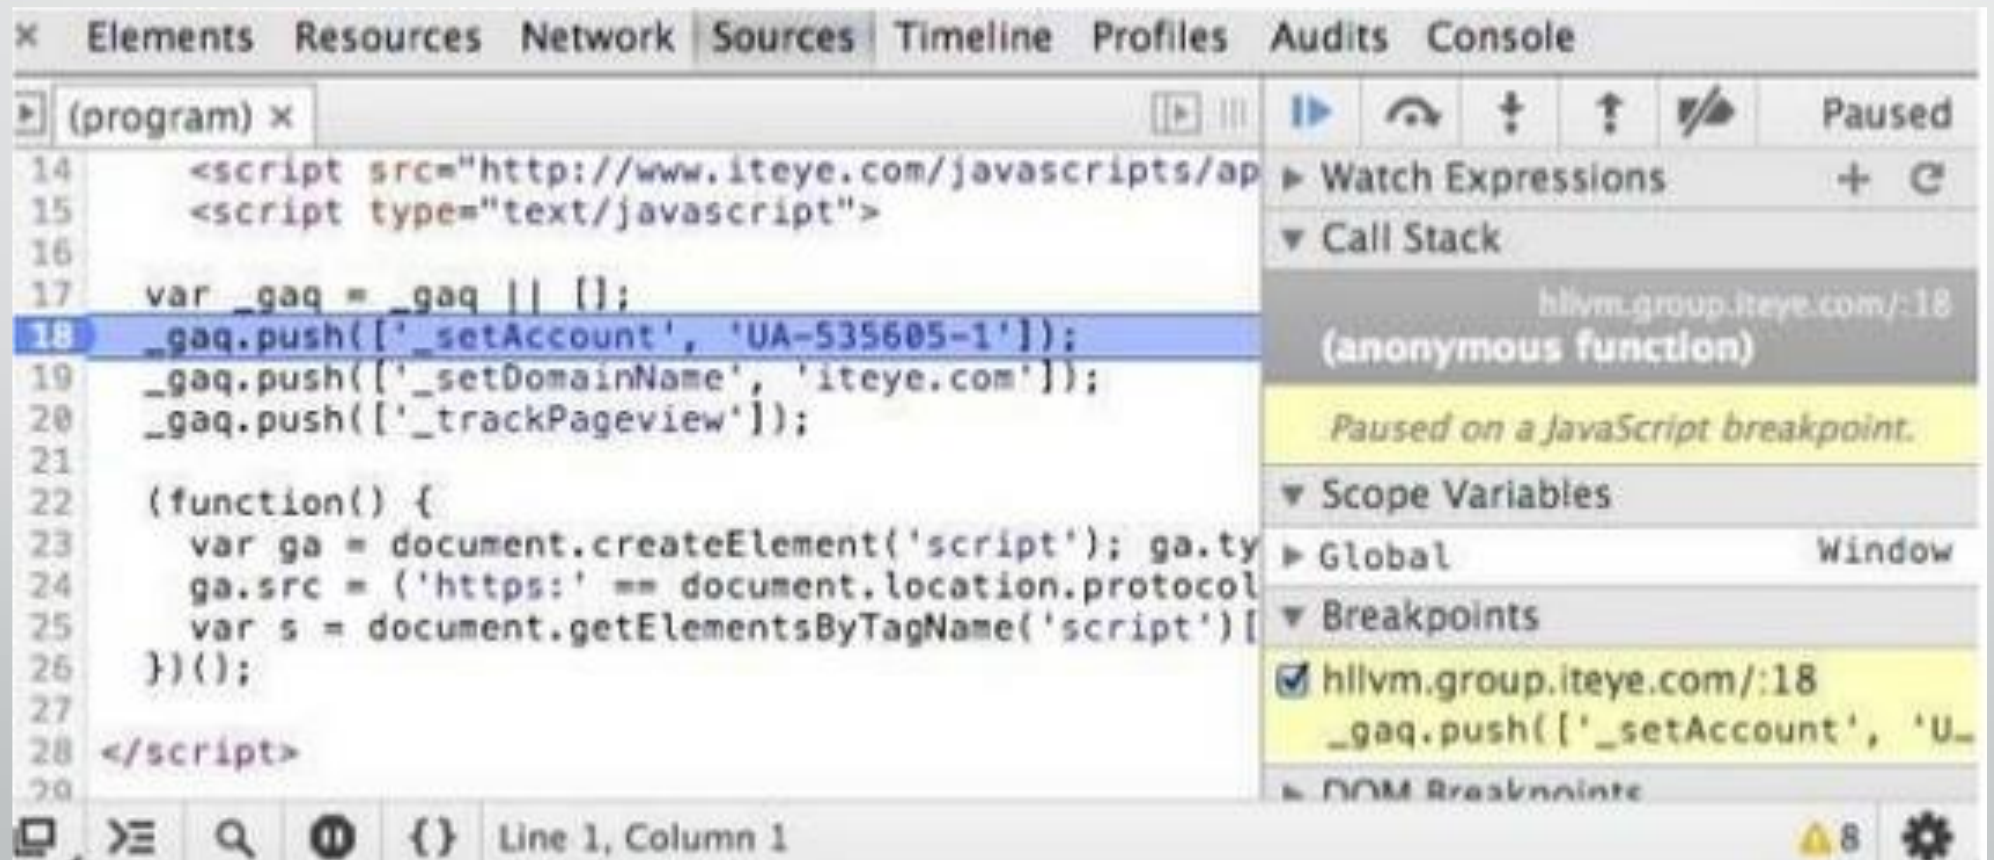 × Elements Resources Network Sources Timeline Profiles Audits Console
(program) × Paused
14 <script src="http://www.iteye.com/javascripts/ap
15 <script type="text/javascript">
16
17 var _gaq = _gaq || [];
18 _gaq.push(['_setAccount', 'UA-535605-1']);
19 _gaq.push(['_setDomainName', 'iteye.com']);
20 _gaq.push(['_trackPageview']);
21
22 (function() {
23 var ga = document.createElement('script'); ga.ty
24 ga.src = ('https:' == document.location.protocol
25 var s = document.getElementsByTagName('script')[
26 })();
27
28 </script>
29
Watch Expressions
Call Stack
hllvm.group.iteye.com/:18
(anonymous function)
Paused on a JavaScript breakpoint.
Scope Variables
Global Window
Breakpoints
hllvm.group.iteye.com/:18
_gaq.push(['_setAccount', 'U…
DOM Breakpoints
{} Line 1, Column 1 8